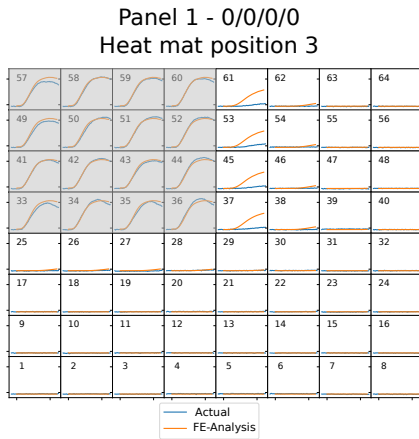 Panel 1 - 0/0/0/0
Heat mat position 3
57 58 59 60 61 62 63 64
49 50 51 52 53 54 55 56
41 42 43 44 45 46 47 48
33 34 35 36 37 38 39 40
25 26 27 28 29 30 31 32
17 18 19 20 21 22 23 24
9 10 11 12 13 14 15 16
1 2 3 4 5 6 7 8
Actual
FE-Analysis